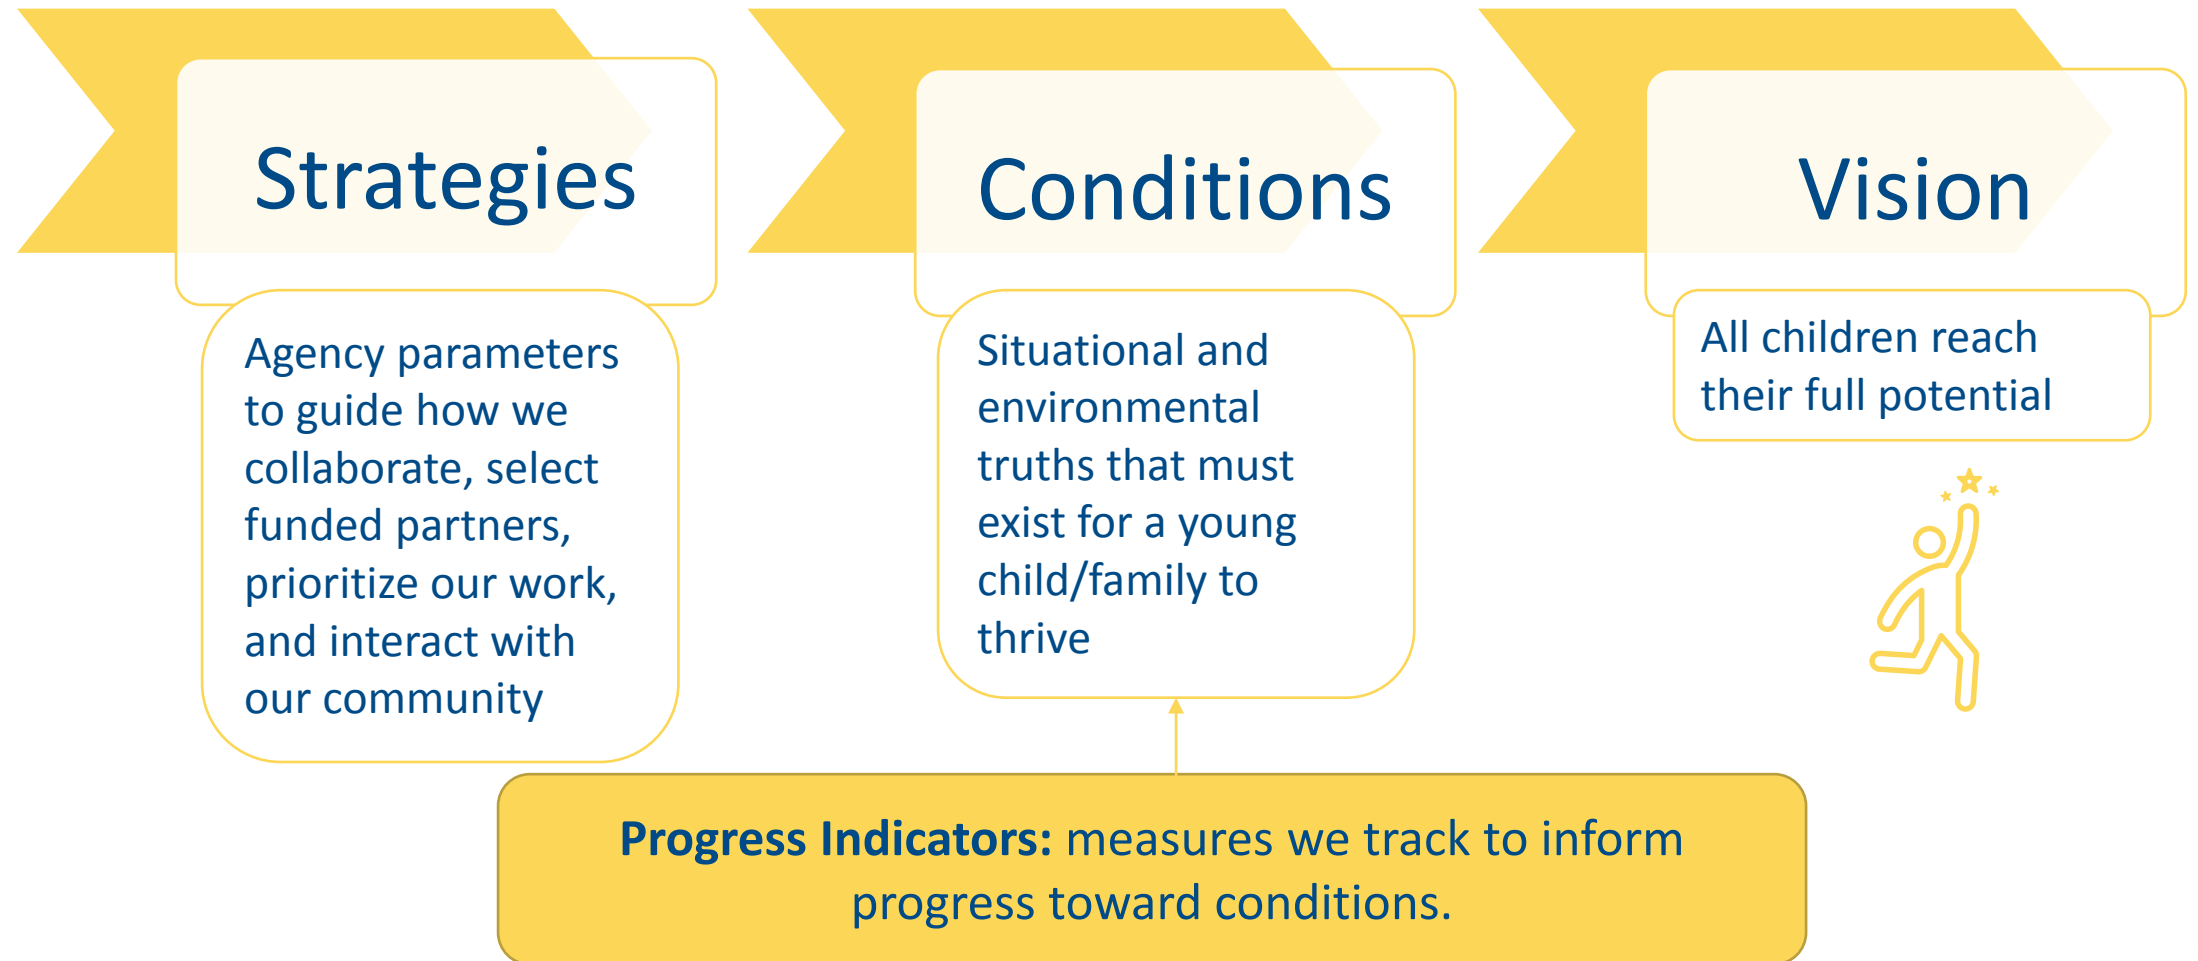 Strategies
Agency parameters
to guide how we
collaborate, select
funded partners,
prioritize our work,
and interact with
our community
Conditions
Situational and
environmental
truths that must
exist for a young
child/family to
thrive
Vision
All children reach
their full potential
Progress Indicators: measures we track to inform
progress toward conditions.